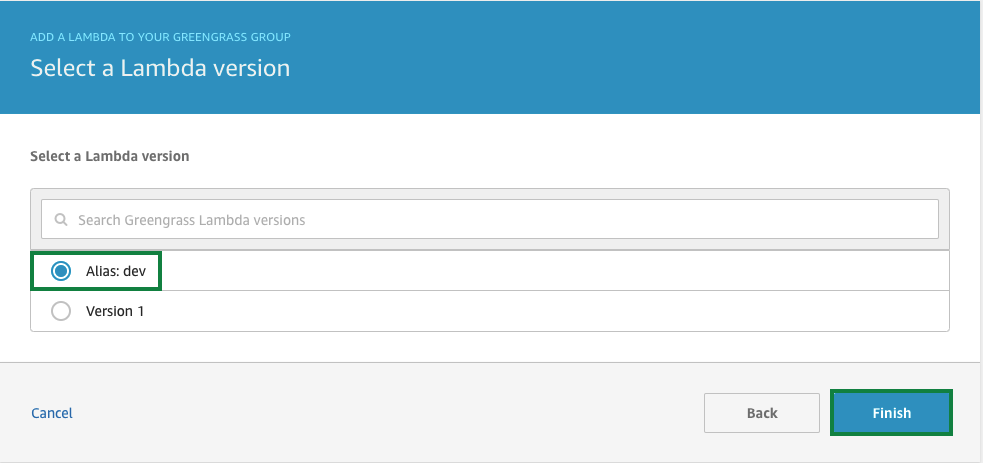 ADD A LAMBDA TO YOUR GREENGRASS GROUP
Select a Lambda version
Select a Lambda version
Search Greengrass Lambda versions
Alias: dev
Version 1
Cancel
Back
Finish